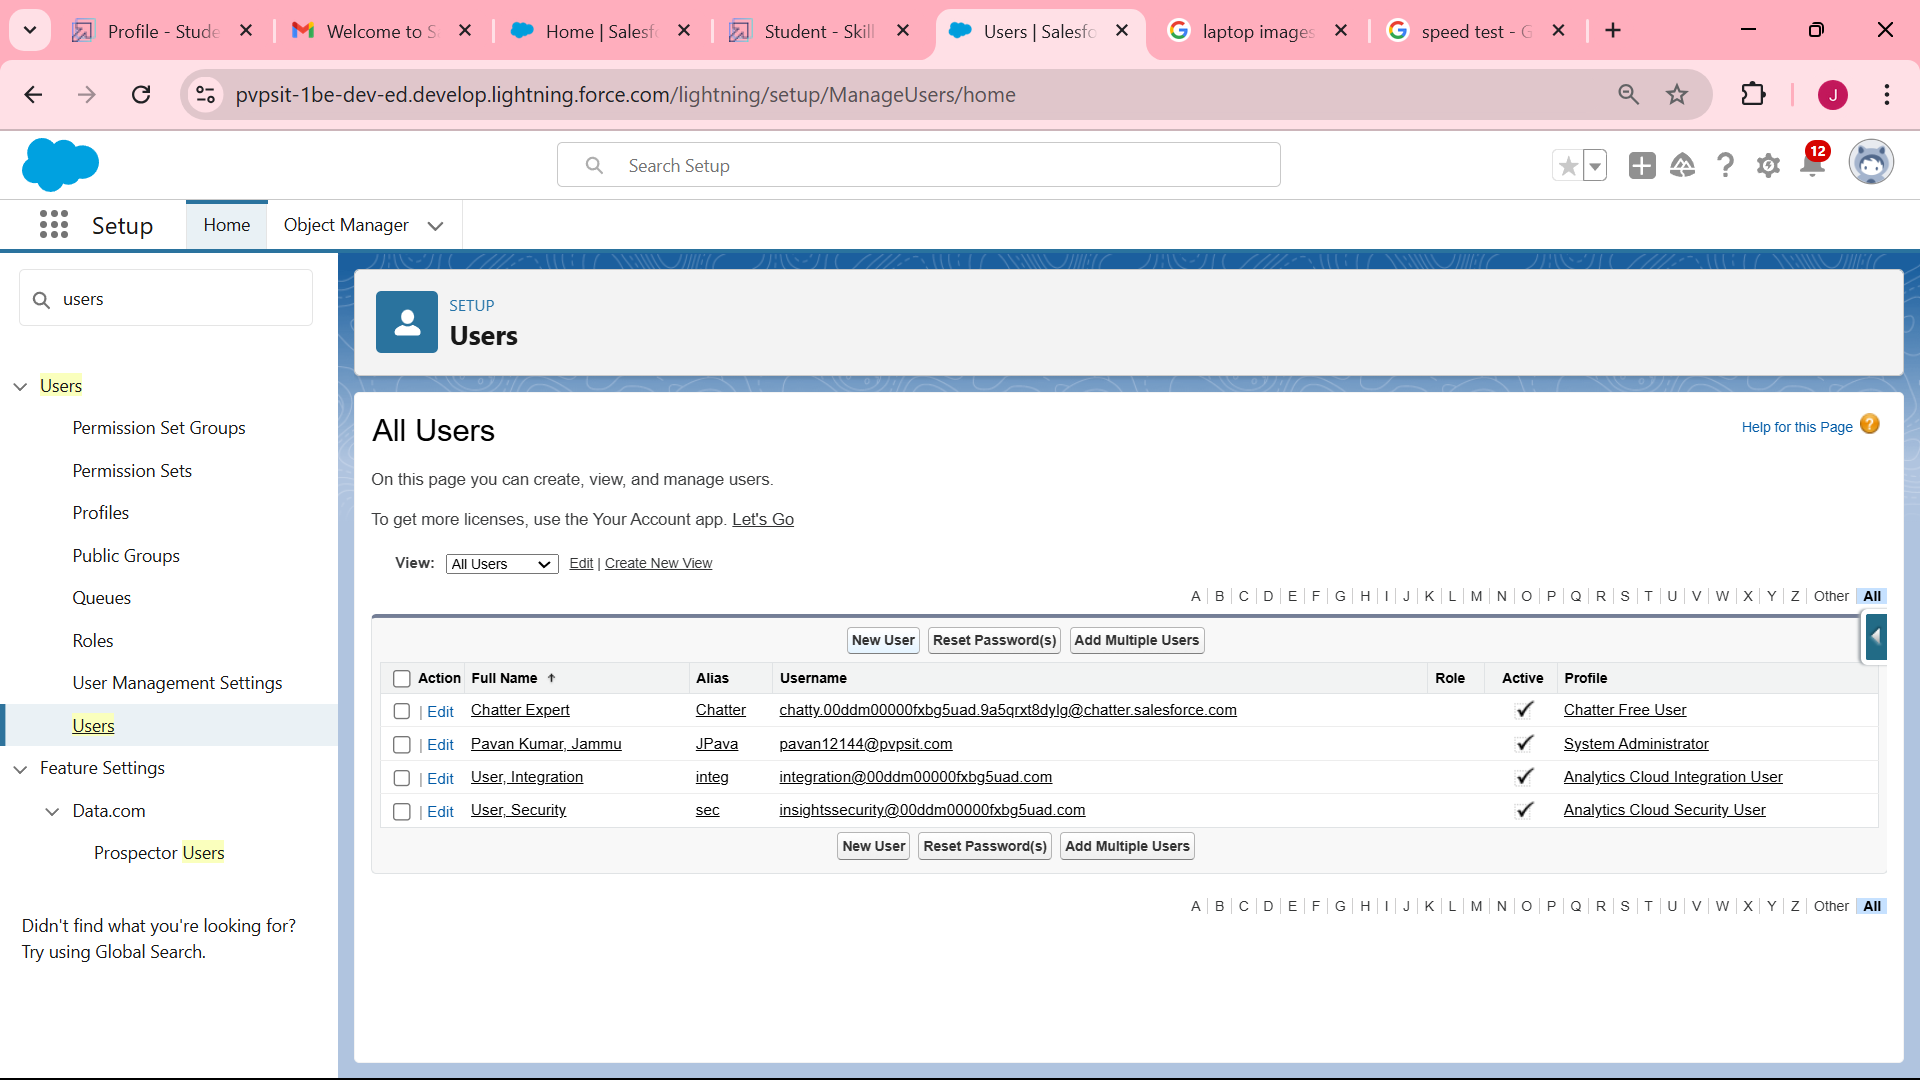 Profile - Stude
Welcome to Sa
Home | Salesfo
Student - Skill
Users | Salesfo
laptop images
speed test - G
pvpsit-1be-dev-ed.develop.lightning.force.com/lightning/setup/ManageUsers/home
J
Search Setup
12
Setup
Home
Object Manager
users
Users
Permission Set Groups
Permission Sets
Profiles
Public Groups
Queues
Roles
User Management Settings
Users
Feature Settings
Data.com
Prospector Users
Didn't find what you're looking for?
Try using Global Search.
SETUP
Users
All Users
Help for this Page ?
On this page you can create, view, and manage users.
To get more licenses, use the Your Account app. Let's Go
View: All Users Edit | Create New View
A | B | C | D | E | F | G | H | I | J | K | L | M | N | O | P | Q | R | S | T | U | V | W | X | Y | Z | Other | All
New User Reset Password(s) Add Multiple Users
Action Full Name ↑ Alias Username Role Active Profile
| Edit Chatter Expert Chatter chatty.00ddm00000fxbg5uad.9a5qrxt8dylg@chatter.salesforce.com ✓ Chatter Free User
| Edit Pavan Kumar, Jammu JPava pavan12144@pvpsit.com ✓ System Administrator
| Edit User, Integration integ integration@00ddm00000fxbg5uad.com ✓ Analytics Cloud Integration User
| Edit User, Security sec insightssecurity@00ddm00000fxbg5uad.com ✓ Analytics Cloud Security User
New User Reset Password(s) Add Multiple Users
A | B | C | D | E | F | G | H | I | J | K | L | M | N | O | P | Q | R | S | T | U | V | W | X | Y | Z | Other | All